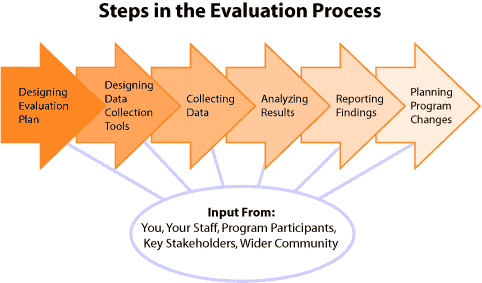 Steps in the Evaluation Process
Designing
Evaluation
Plan
Designing
Data
Collection
Tools
Collecting
Data
Analyzing
Results
Reporting
Findings
Planning
Program
Changes
Input From:
You, Your Staff, Program Participants,
Key Stakeholders, Wider Community